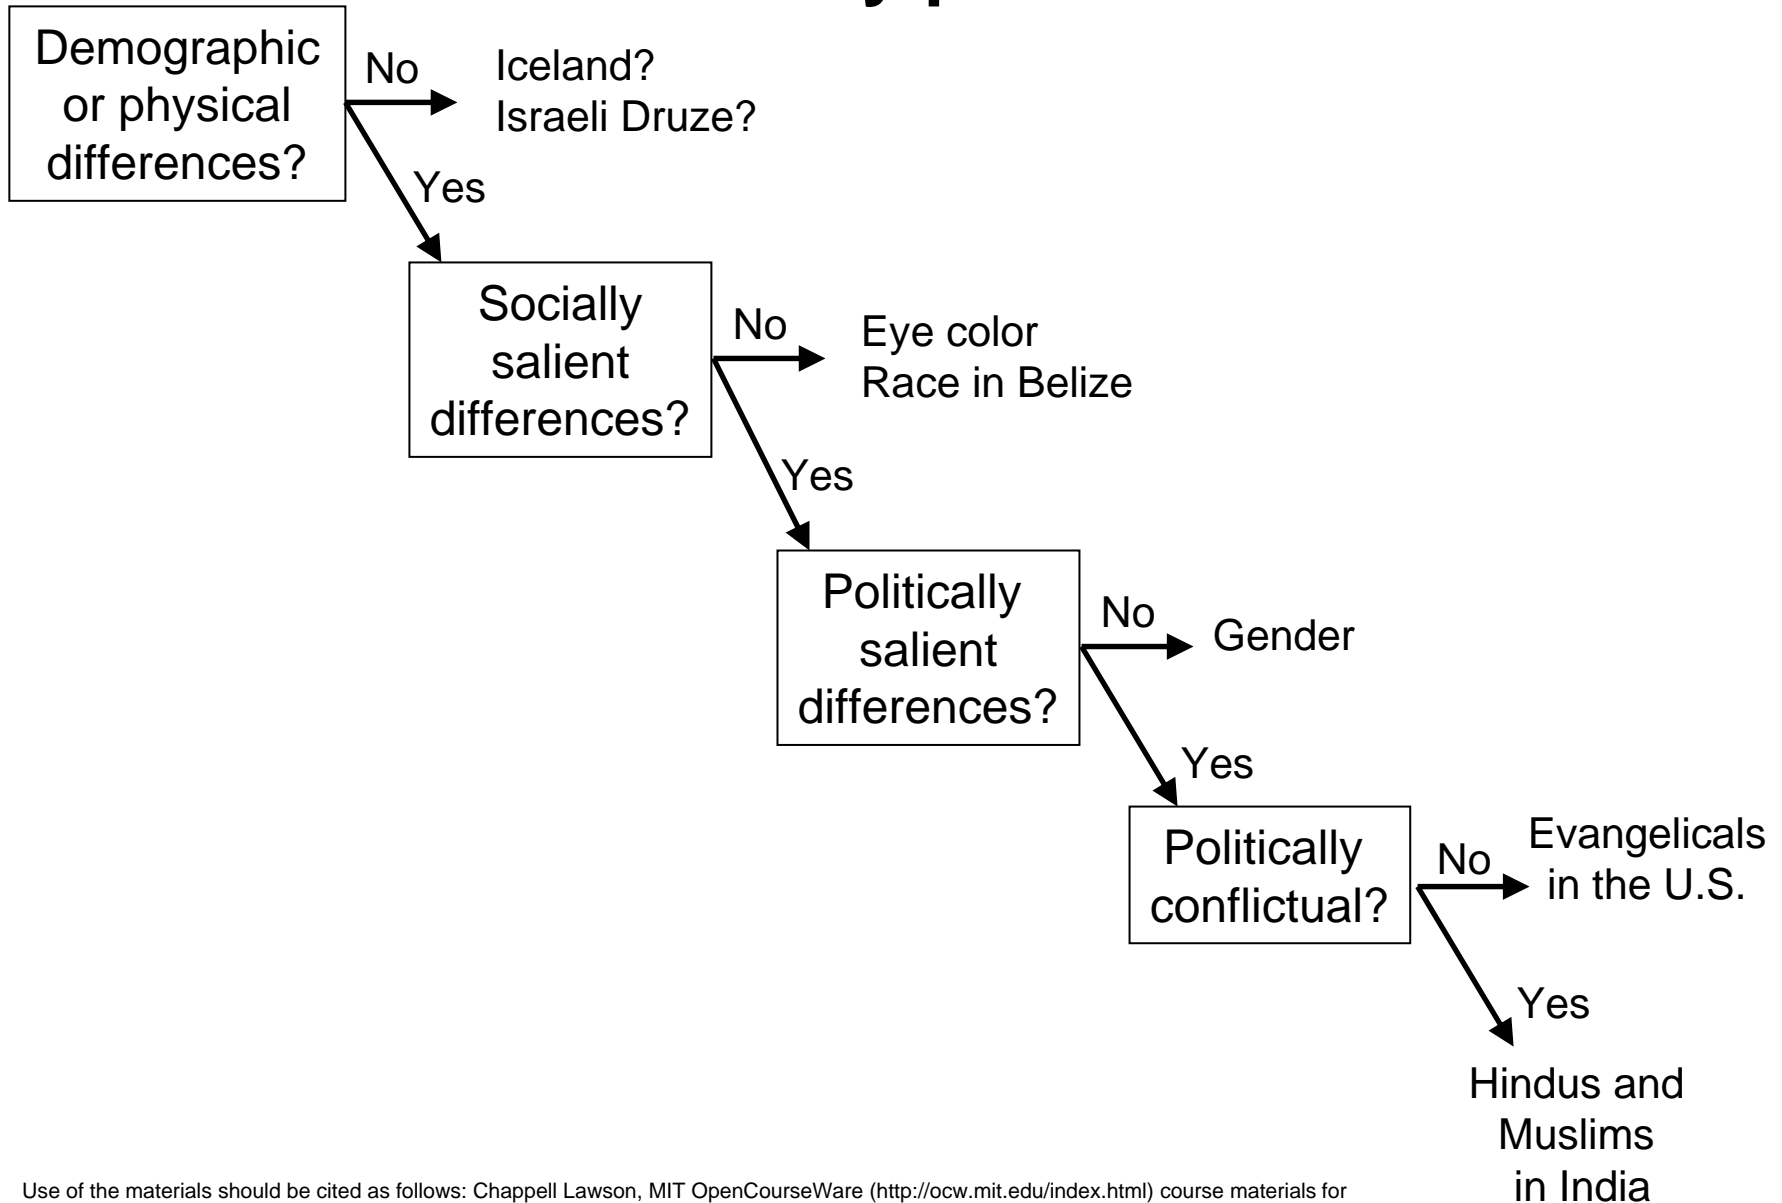 Demographic
or physical
differences?
No
Iceland?
Israeli Druze?
Yes
Socially
salient
differences?
No
Eye color
Race in Belize
Yes
Politically
salient
differences?
No
Gender
Yes
Politically
conflictual?
No
Evangelicals
in the U.S.
Yes
Hindus and
Muslims
in India
Use of the materials should be cited as follows: Chappell Lawson, MIT OpenCourseWare (http://ocw.mit.edu/index.html) course materials for